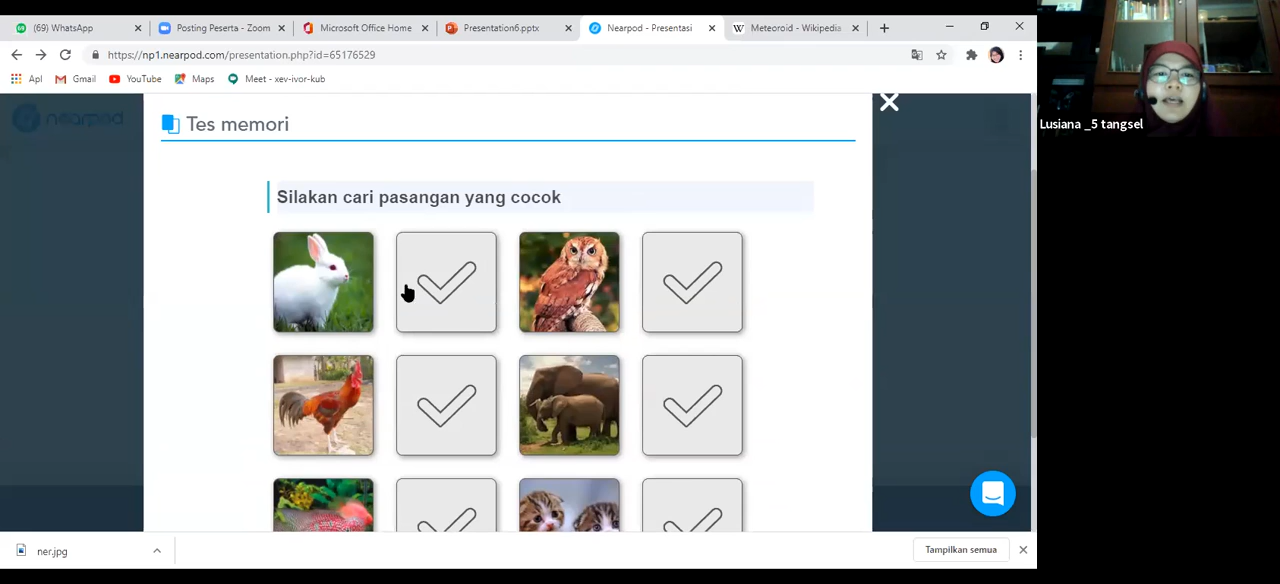 (69) WhatsApp
Posting Peserta - Zoom
Microsoft Office Home
Presentation6.pptx
Nearpod - Presentasi
Meteoroid - Wikipedia
https://np1.nearpod.com/presentation.php?id=65176529
Apl
Gmail
YouTube
Maps
Meet - xev-ivor-kub
nearpod
Tes memori
Silakan cari pasangan yang cocok
Lusiana _5 tangsel
ner.jpg
Tampilkan semua